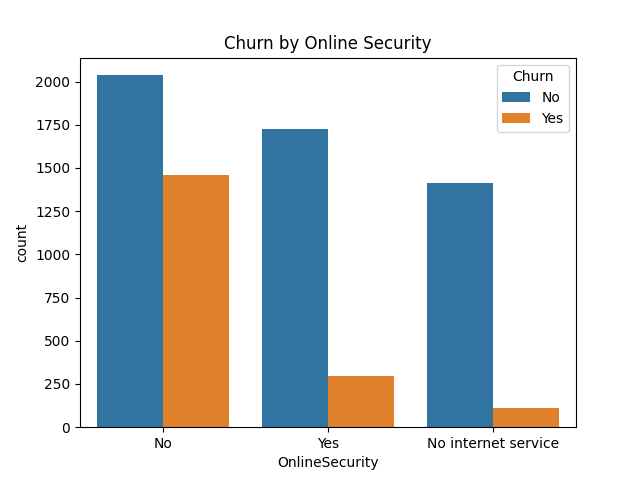 Churn by Online Security
Churn
No
Yes
2000
1750
1500
1250
1000
750
500
250
0
count
No Yes No internet service
OnlineSecurity